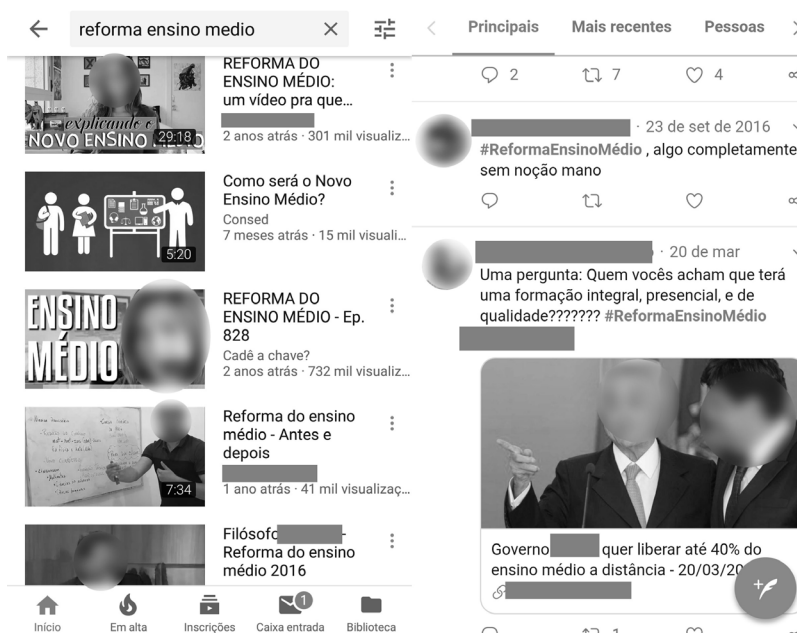 reforma ensino medio
REFORMA DO
ENSINO MÉDIO:
um vídeo pra que...
2 anos atrás · 301 mil visualiz...
explicando o
NOVO ENSINO MÉDIO
29:18
Como será o Novo
Ensino Médio?
Consed
7 meses atrás · 15 mil visuali...
5:20
ENSINO
MÉDIO
REFORMA DO
ENSINO MÉDIO - Ep.
828
Cadê a chave?
2 anos atrás · 732 mil visualiz...
Reforma do ensino
médio - Antes e
depois
1 ano atrás · 41 mil visualizaç...
7:34
Filósofo -
Reforma do ensino
médio 2016
1
Início
Em alta
Inscrições
Caixa entrada
Biblioteca
Principais
Mais recentes
Pessoas
2
7
4
· 23 de set de 2016
#ReformaEnsinoMédio , algo completamente
sem noção mano
· 20 de mar
Uma pergunta: Quem vocês acham que terá
uma formação integral, presencial, e de
qualidade??????? #ReformaEnsinoMédio
Governo quer liberar até 40% do
ensino médio a distância - 20/03/20
1